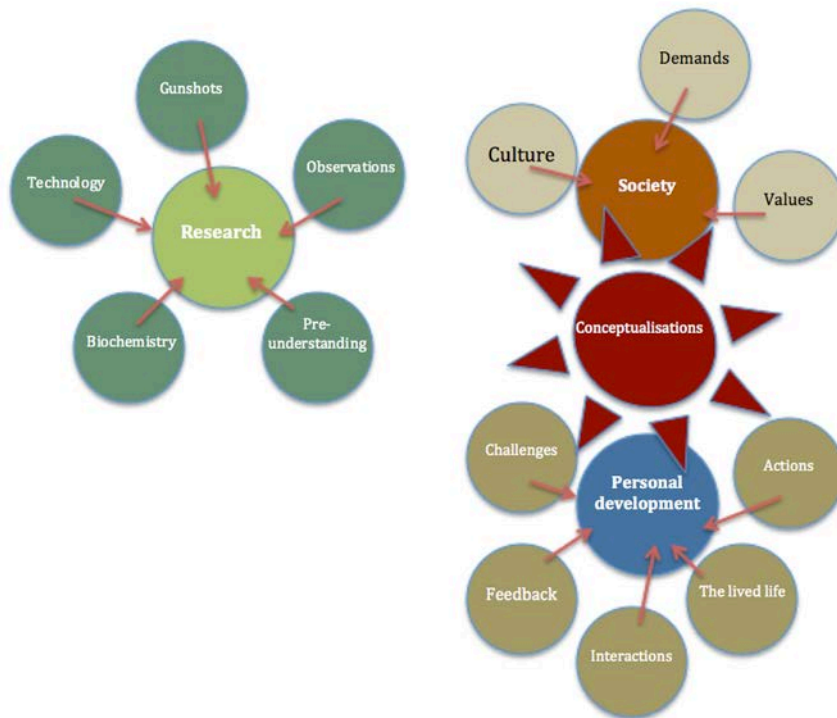 Gunshots
Technology
Observations
Research
Biochemistry
Pre-
understanding
Demands
Culture
Society
Values
Conceptualisations
Challenges
Personal
development
Actions
Feedback
The lived life
Interactions